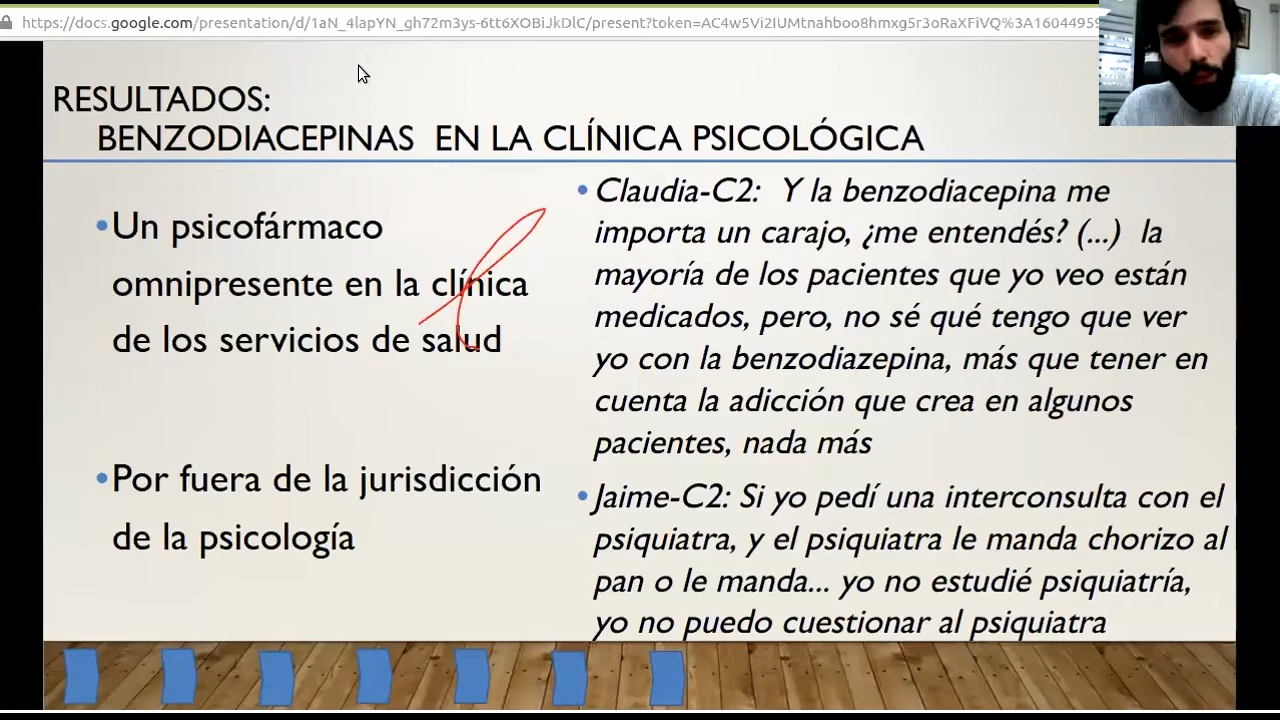 https://docs.google.com/presentation/d/1aN_4lapYN_gh72m3ys-6tt6XOBiJkDlC/present?token=AC4w5Vi2IUMtnahboo8hmxg5r3oRaXFiVQ%3A16044959
RESULTADOS:
BENZODIACEPINAS EN LA CLÍNICA PSICOLÓGICA
•Un psicofármaco
omnipresente en la clínica
de los servicios de salud
•Por fuera de la jurisdicción
de la psicología
•Claudia-C2: Y la benzodiacepina me
importa un carajo, ¿me entendés? (...) la
mayoría de los pacientes que yo veo están
medicados, pero, no sé qué tengo que ver
yo con la benzodiazepina, más que tener en
cuenta la adicción que crea en algunos
pacientes, nada más
•Jaime-C2: Si yo pedí una interconsulta con el
psiquiatra, y el psiquiatra le manda chorizo al
pan o le manda... yo no estudié psiquiatría,
yo no puedo cuestionar al psiquiatra